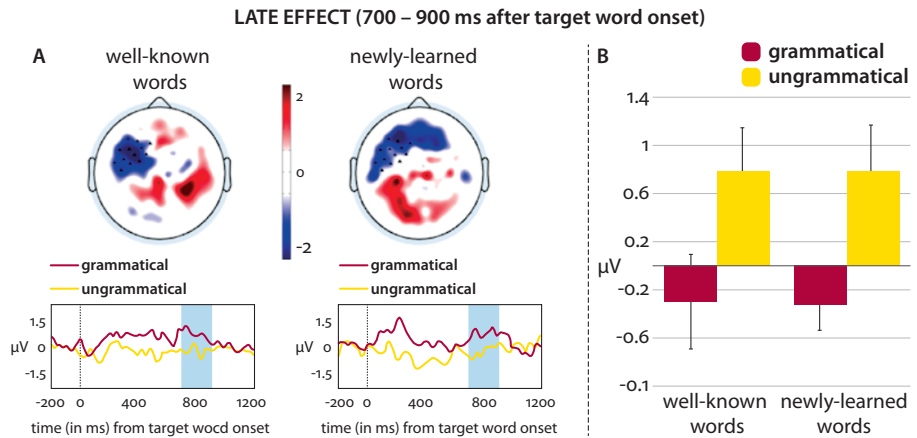 LATE EFFECT (700 – 900 ms after target word onset)
A
well-known
words
newly-learned
words
2
0
-2
grammatical
ungrammatical
1.5
μV 0
-1.5
-200 0 400 800 1200
time (in ms) from target wocd onset
grammatical
ungrammatical
1.5
μV 0
-1.5
-200 0 400 800 1200
time (in ms) from target word onset
B
grammatical
ungrammatical
1.4
1
0.6
0.2
μV
-0.2
-0.6
-0.1
well-known
words
newly-learned
words